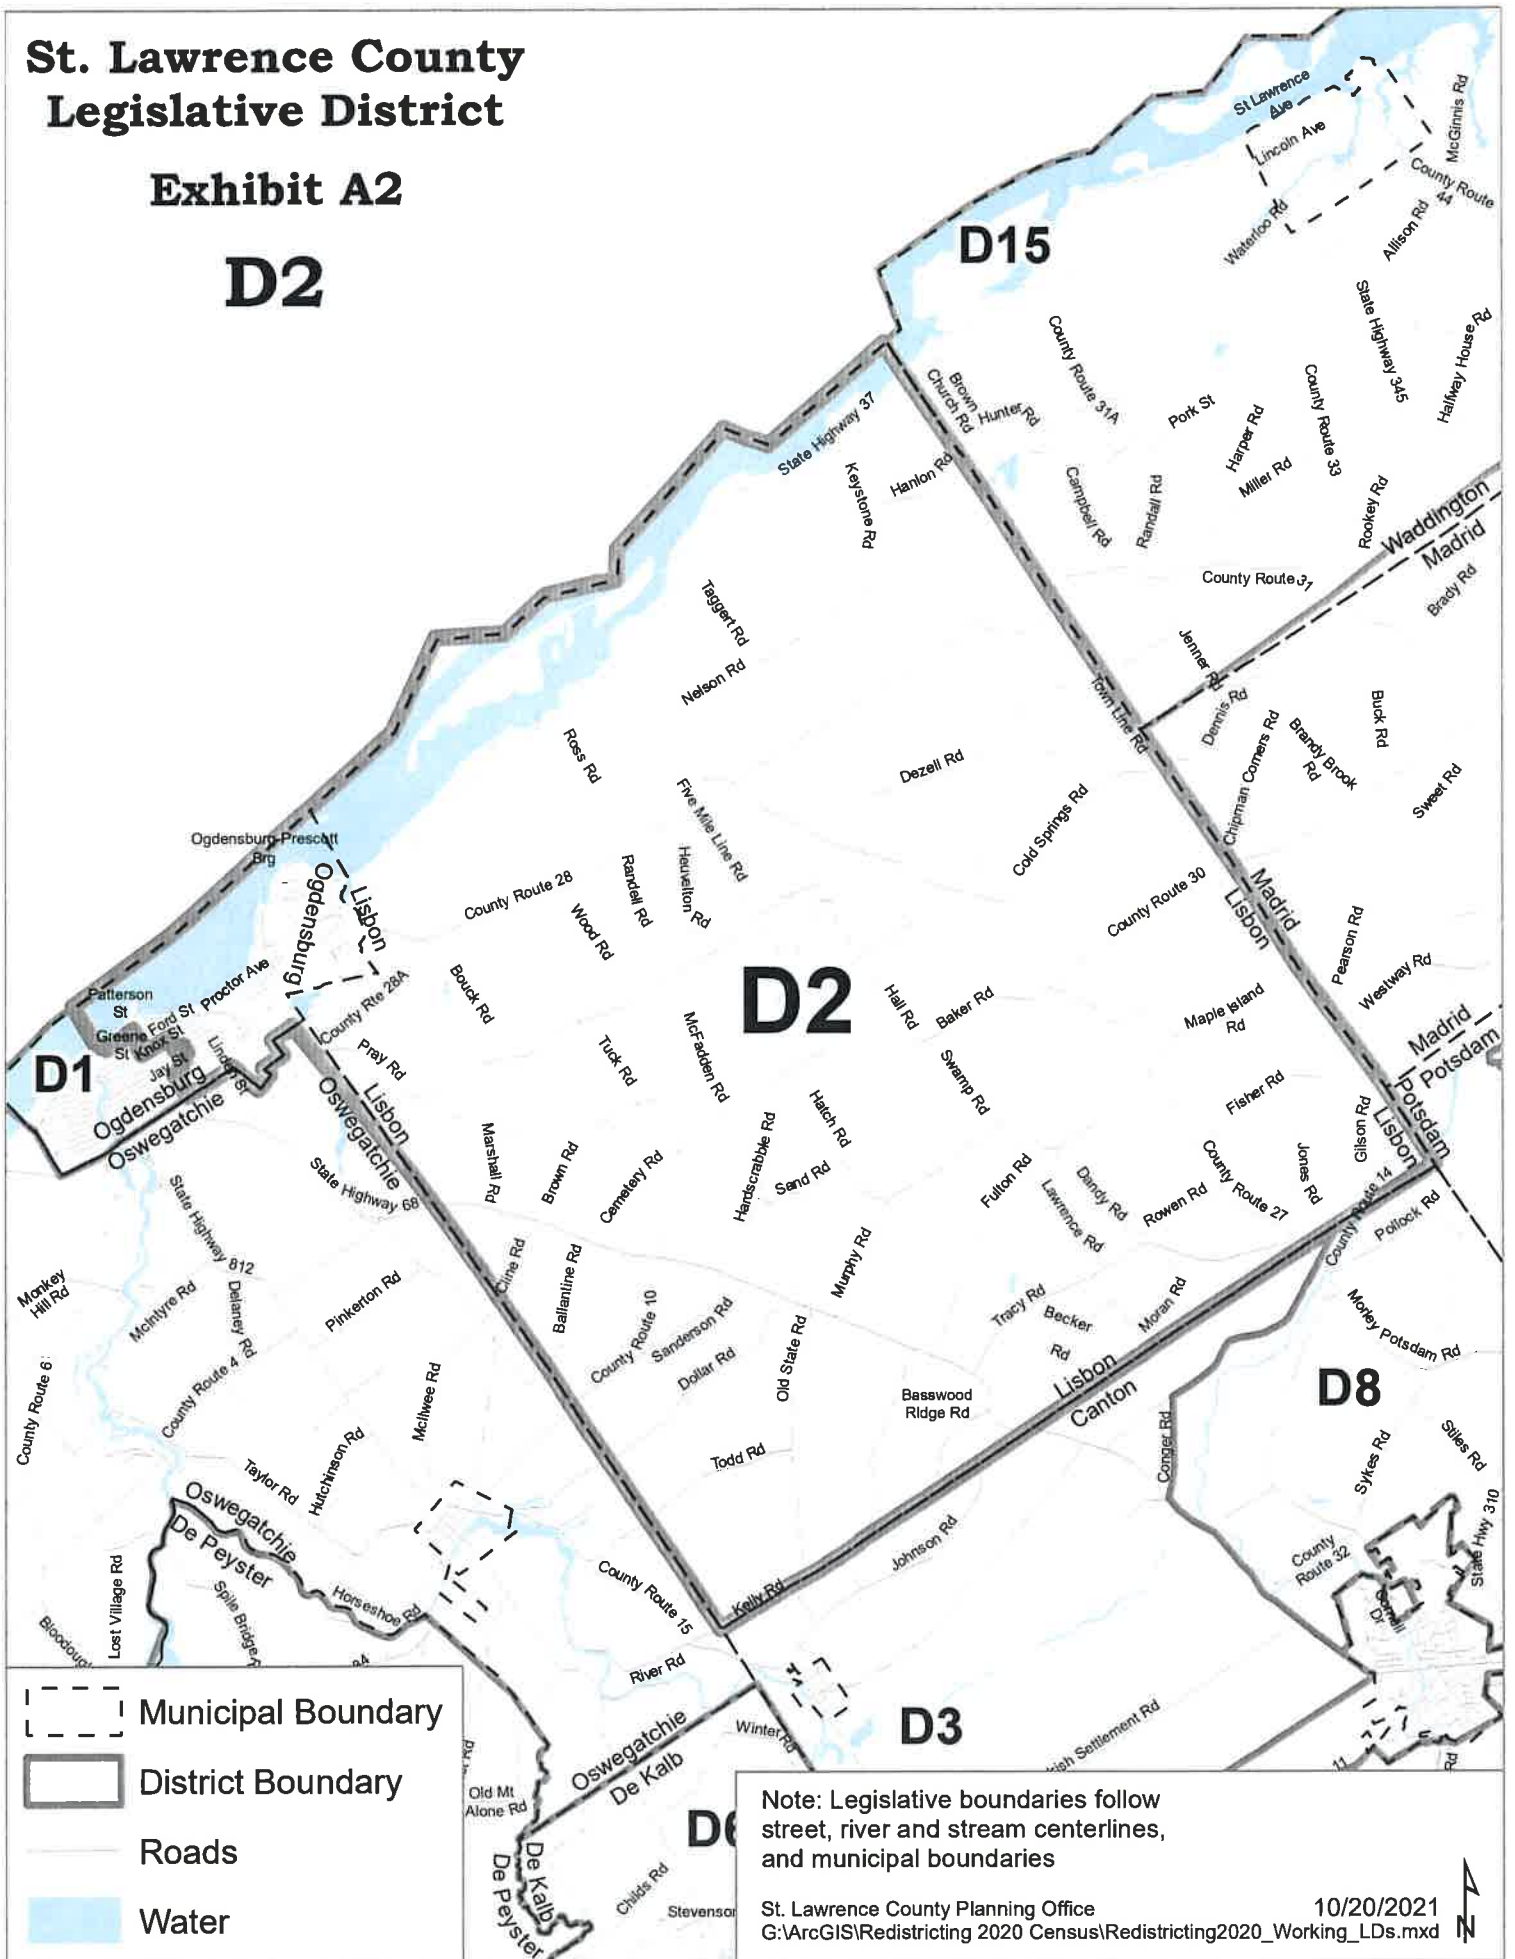 St. Lawrence County
Legislative District
Exhibit A2
D2
St Lawrence
Ave
Lincoln Ave
McGinnis Rd
County Route
44
Waterloo Rd
Allison Rd
D15
State Highway 345
Halfway House Rd
County Route 31A
Brown
Church Rd
Hunter Rd
State Highway 37
Pork St
Harper Rd
County Route 33
Miller Rd
Keystone Rd
Hanlon Rd
Campbell Rd
Randall Rd
Rookey Rd
Waddington
Madrid
County Route 31
Brady Rd
Taggert Rd
Nelson Rd
Jenner Rd
Town Line Rd
Dennis Rd
Buck Rd
Ross Rd
Dezell Rd
Chipman Corners Rd
Brandy Brook
Rd
Five Mile Line Rd
Cold Springs Rd
Sweet Rd
Ogdensburg-Prescott
Brg
Ogdensburg
Lisbon
County Route 28
Randell Rd
Heuvelton Rd
Wood Rd
County Route 30
Madrid
Lisbon
Pearson Rd
Westway Rd
Patterson
St
Proctor Ave
Ford St
Greene
St
Knox St
Jay St
Linden St
County Rte 28A
Bouck Rd
D2
Hall Rd
Baker Rd
Maple Island
Rd
Madrid
Potsdam
D1
Ogdensburg
Oswegatchie
Pray Rd
Lisbon
Oswegatchie
Tuck Rd
McFadden Rd
Swamp Rd
Fisher Rd
Potsdam
Lisbon
Gilson Rd
Hatch Rd
Marshall Rd
Brown Rd
Cemetery Rd
Hardscrabble Rd
Sand Rd
Fulton Rd
Dandy Rd
Lawrence Rd
Rowen Rd
County Route 27
Jones Rd
County Route 14
Pollock Rd
State Highway 68
State Highway 812
Monkey
Hill Rd
McIntyre Rd
Delaney Rd
Pinkerton Rd
Cline Rd
Ballantine Rd
Murphy Rd
County Route 10
Sanderson Rd
Dollar Rd
Old State Rd
Tracy Rd
Becker
Rd
Moran Rd
Morley Potsdam Rd
County Route 6
County Route 4
McIlwee Rd
Lisbon
Canton
Basswood
Ridge Rd
D8
Conger Rd
Todd Rd
Sykes Rd
Stiles Rd
Taylor Rd
Hutchinson Rd
Oswegatchie
De Peyster
Johnson Rd
State Hwy 310
County
Route 32
Dr
Lost Village Rd
Spile Bridge
Horseshoe Rd
County Route 15
Kelly Rd
River Rd
Oswegatchie
De Kalb
Winter Rd
D3
Irish Settlement Rd
11
Rd
Rd
Old Mt
Alone Rd
De Kalb
De Peyster
Childs Rd
Stevenson
Municipal Boundary
District Boundary
Roads
Water
Note: Legislative boundaries follow
street, river and stream centerlines,
and municipal boundaries
St. Lawrence County Planning Office
10/20/2021
G:\ArcGIS\Redistricting 2020 Census\Redistricting2020_Working_LDs.mxd
N